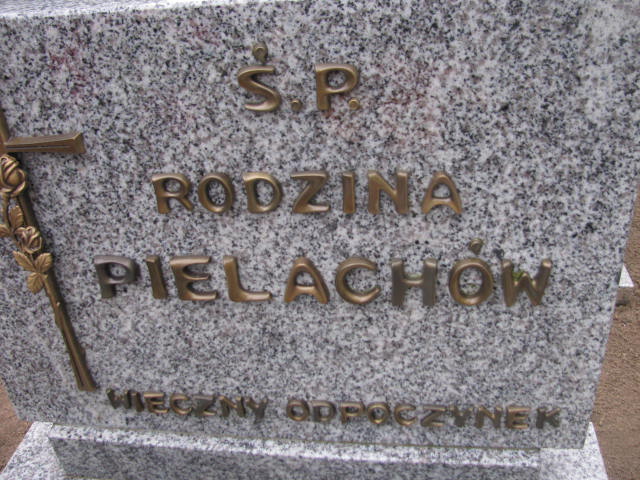 Ś.P.
RODZINA
PIELACHÓW
WIECZNY ODPOCZYNEK